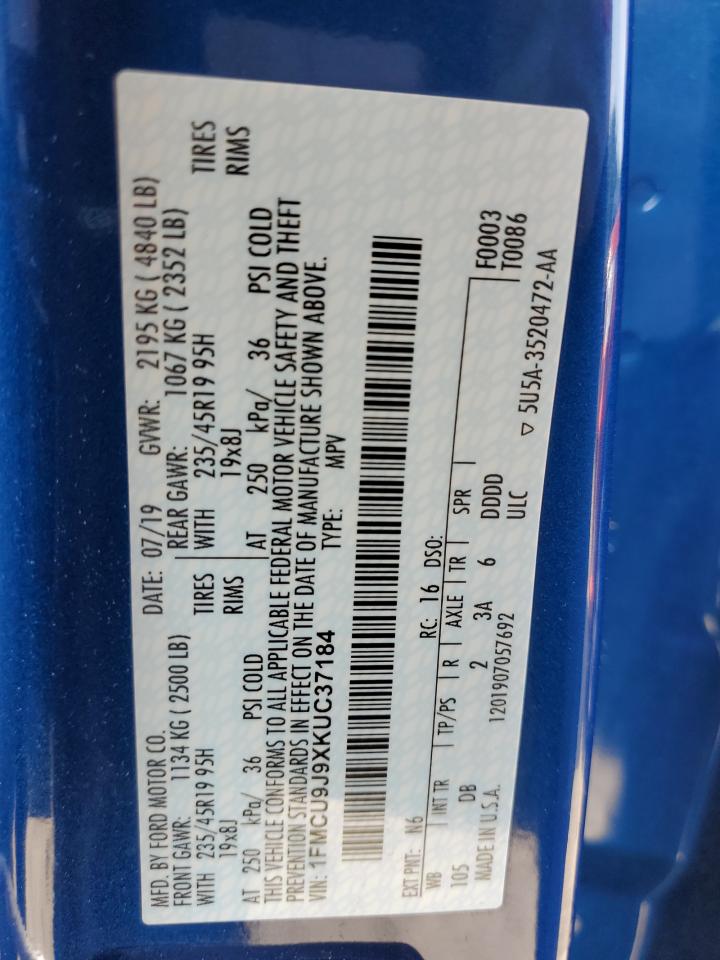 MFD. BY FORD MOTOR CO.
DATE: 07/19 GVWR: 2195 KG ( 4840 LB)
FRONT GAWR: 1134 KG ( 2500 LB) REAR GAWR: 1067 KG ( 2352 LB)
WITH 235/45R19 95H TIRES WITH 235/45R19 95H TIRES
19x8J RIMS 19x8J RIMS
AT 250 kPa/ 36 PSI COLD AT 250 kPa/ 36 PSI COLD
THIS VEHICLE CONFORMS TO ALL APPLICABLE FEDERAL MOTOR VEHICLE SAFETY AND THEFT
PREVENTION STANDARDS IN EFFECT ON THE DATE OF MANUFACTURE SHOWN ABOVE.
VIN: 1FMCU9J9XKUC37184 TYPE: MPV
EXT PNT: N6 RC: 16 DSO:
WB INT TR TP/PS R AXLE TR SPR F0003
105 DB 2 3A 6 DDDD T0086
MADE IN U.S.A. 1201907057692 ULC
▽ 5U5A-3520472-AA